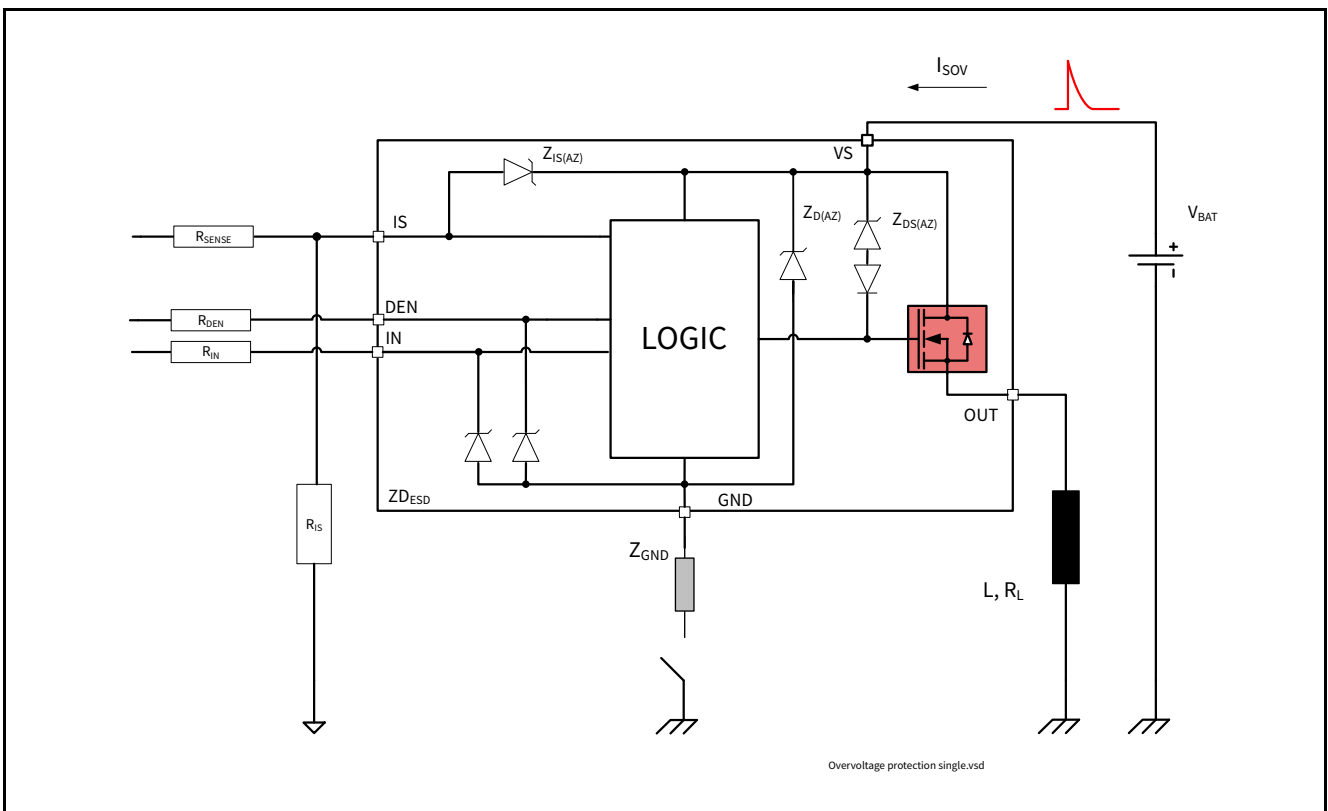 I_SOV
Z_IS(AZ)
VS
Z_D(AZ)
Z_DS(AZ)
V_BAT
+
-
IS
R_SENSE
DEN
R_DEN
IN
R_IN
LOGIC
OUT
ZD_ESD
GND
R_IS
Z_GND
L, R_L
Overvoltage protection single.vsd